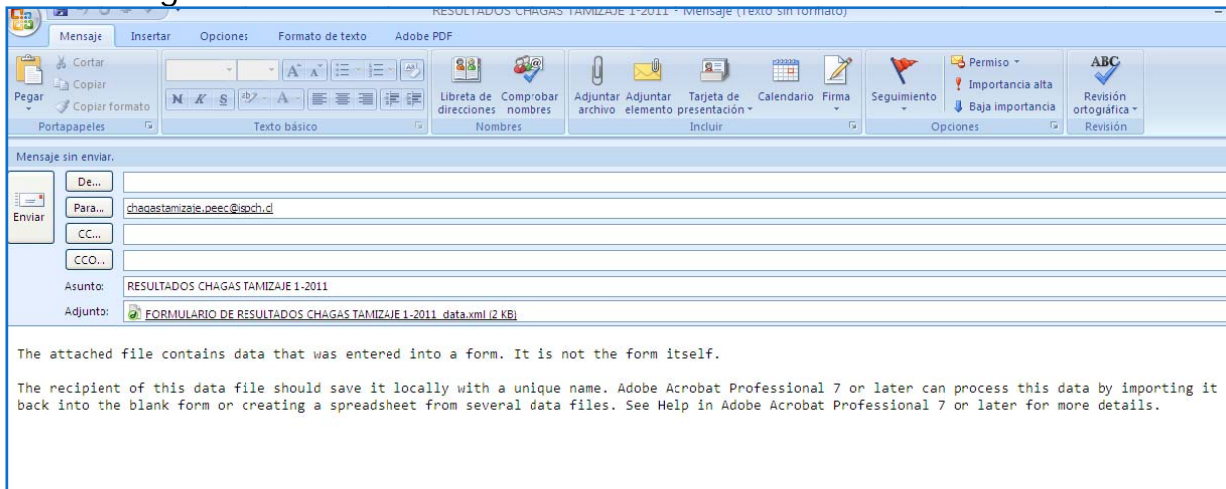 RESULTADOS CHAGAS TAMIZAJE 1-2011 - Mensaje (Texto sin formato)
Mensaje Insertar Opciones Formato de texto Adobe PDF
Pegar
Cortar
Copiar
Copiar formato
Portapapeles
N K S
Texto básico
Libreta de direcciones
Comprobar nombres
Nombres
Adjuntar archivo
Adjuntar elemento
Tarjeta de presentación
Calendario
Firma
Incluir
Seguimiento
Permiso
Importancia alta
Baja importancia
Opciones
ABC
Revisión ortográfica
Revisión
Mensaje sin enviar.
Enviar
De...
Para... chagastamizaje.peec@ispch.cl
CC...
CCO...
Asunto: RESULTADOS CHAGAS TAMIZAJE 1-2011
Adjunto: FORMULARIO DE RESULTADOS CHAGAS TAMIZAJE 1-2011_data.xml (2 KB)
The attached file contains data that was entered into a form. It is not the form itself.
The recipient of this data file should save it locally with a unique name. Adobe Acrobat Professional 7 or later can process this data by importing it
back into the blank form or creating a spreadsheet from several data files. See Help in Adobe Acrobat Professional 7 or later for more details.